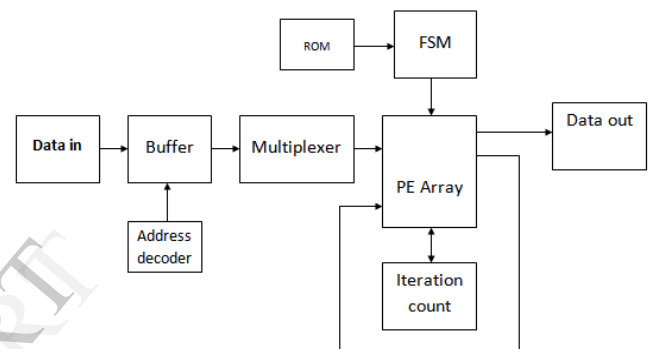 ROM
FSM
Data in
Buffer
Multiplexer
PE Array
Data out
Address
decoder
Iteration
count